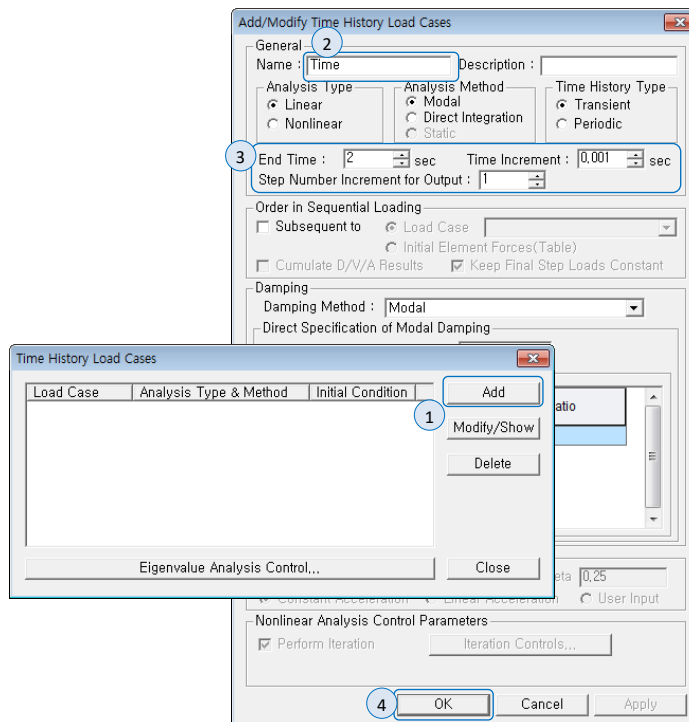 Add/Modify Time History Load Cases
General
2
Name : Time Description :
Analysis Type Analysis Method Time History Type
Linear Modal Transient
Nonlinear Direct Integration Periodic
Static
3
End Time : 2 sec Time Increment : 0,001 sec
Step Number Increment for Output : 1
Order in Sequential Loading
Subsequent to Load Case
Initial Element Forces(Table)
Cumulate D/V/A Results Keep Final Step Loads Constant
Damping
Damping Method : Modal
Direct Specification of Modal Damping
Time History Load Cases
Load Case Analysis Type & Method Initial Condition
Add
1
Modify/Show
Delete
Eigenvalue Analysis Control,,, Close
atio
eta 0,25
Constant Acceleration Linear Acceleration User Input
Nonlinear Analysis Control Parameters
Perform Iteration Iteration Controls,,,
4
OK Cancel Apply